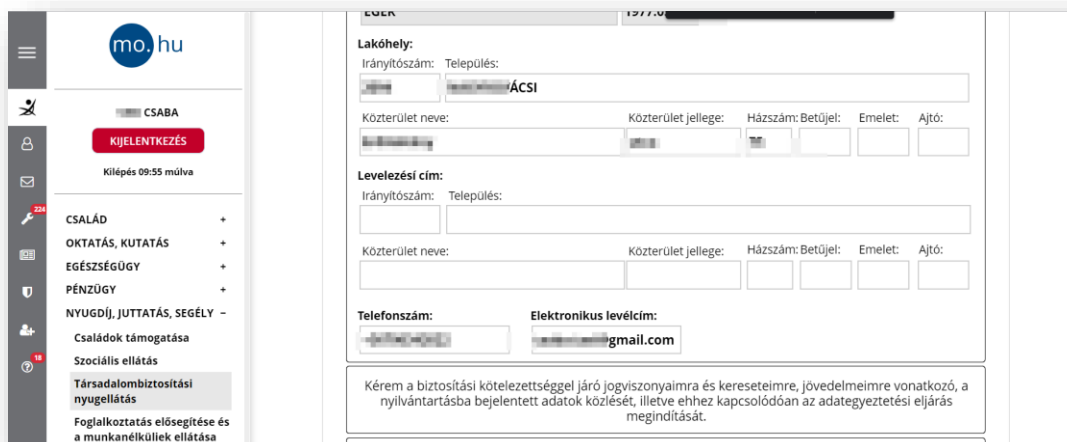 mo.hu
CSABA
KIJELENTKEZÉS
Kilépés 09:55 múlva
224
18
CSALÁD +
OKTATÁS, KUTATÁS +
EGÉSZSÉGÜGY +
PÉNZÜGY +
NYUGDÍJ, JUTTATÁS, SEGÉLY –
Családok támogatása
Szociális ellátás
Társadalombiztosítási
nyugellátás
Foglalkoztatás elősegítése és
a munkanélküliek ellátása
EGER 1977.0
Lakóhely:
Irányítószám: Település:
ÁCSI
Közterület neve: Közterület jellege: Házszám: Betűjel: Emelet: Ajtó:
Levelezési cím:
Irányítószám: Település:
Közterület neve: Közterület jellege: Házszám: Betűjel: Emelet: Ajtó:
Telefonszám: Elektronikus levélcím:
gmail.com
Kérem a biztosítási kötelezettséggel járó jogviszonyaimra és kereseteimre, jövedelmeimre vonatkozó, a
nyilvántartásba bejelentett adatok közlését, illetve ehhez kapcsolódóan az adategyeztetési eljárás
megindítását.